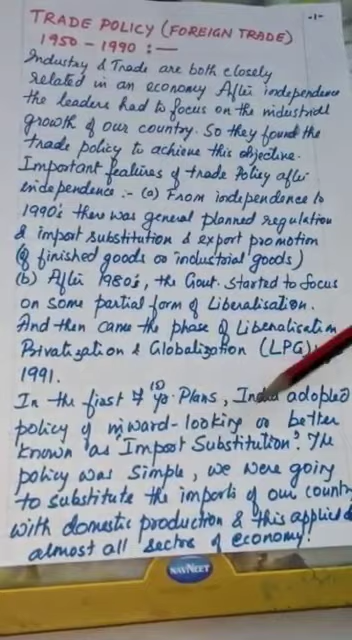 -1-
TRADE POLICY (FOREIGN TRADE)
1950-1990 :—
Industry & Trade are both closely
related in an economy After independence
the leaders had to focus on the industrial
growth of our country. So they found the
trade policy to achieve this objective.
Important features of trade Policy after
independence :- (a) From independence to
1990's there was general planned regulation
& import substitution & export promotion
(of finished goods or industrial goods)
(b) After 1980's, the Govt. started to focus
on some partial form of Liberalisation.
And then came the phase of Liberalisation
Privatization & Globalization (LPG)
1991.
In the first 7 (5) yr. Plans, India adopted
policy of inward-looking or better
known as 'Import Substitution'. The
policy was simple, we were going
to substitute the imports of our country
with domestic production & this applied
almost all sectors of economy.
NAVNEET